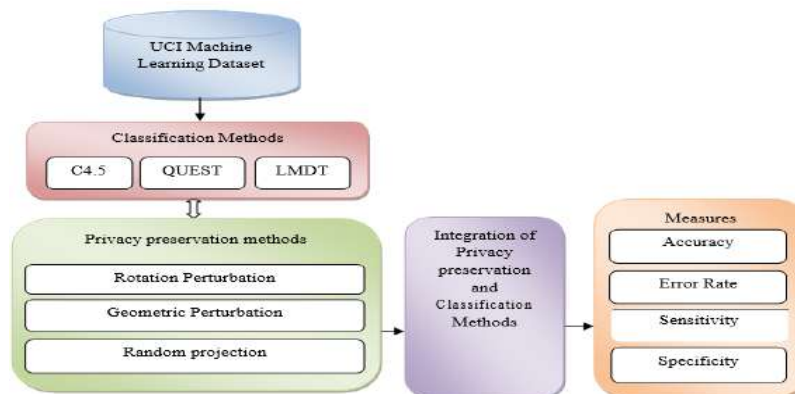 UCI Machine
Learning Dataset
Classification Methods
C4.5
QUEST
LMDT
Privacy preservation methods
Rotation Perturbation
Geometric Perturbation
Random projection
Integration of
Privacy
preservation
and
Classification
Methods
Measures
Accuracy
Error Rate
Sensitivity
Specificity